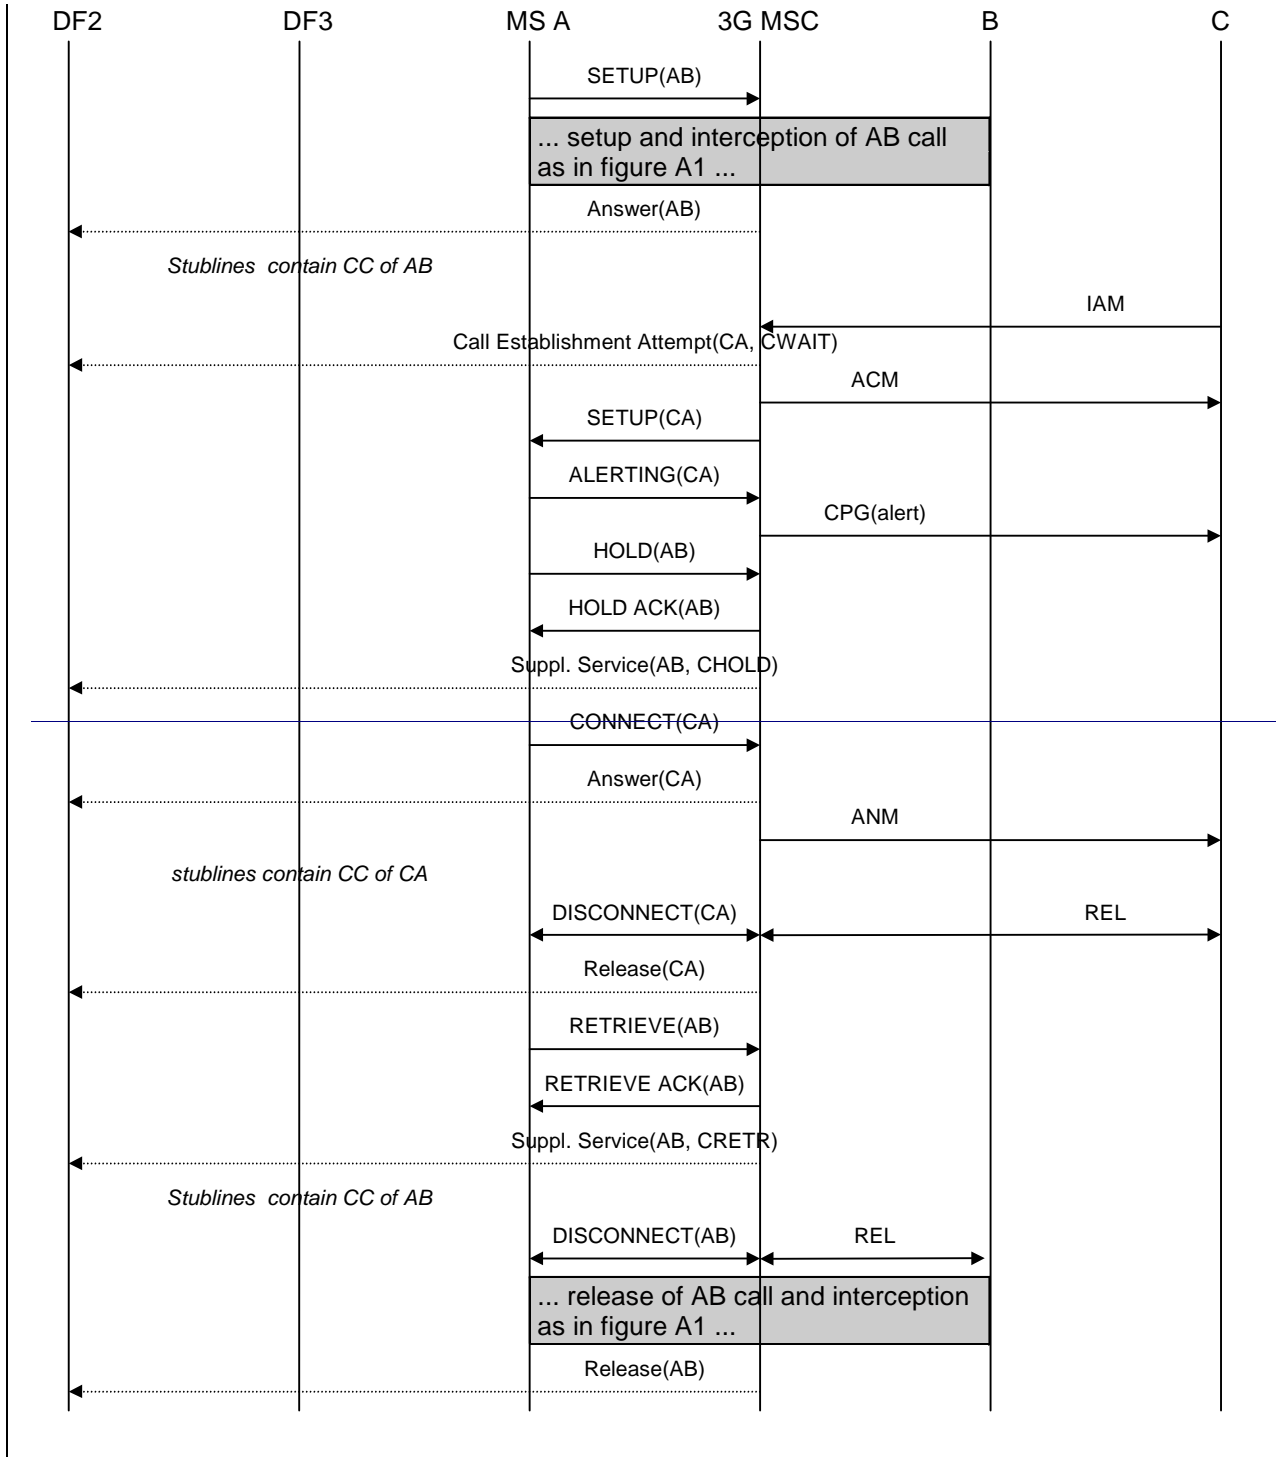 DF2 DF3 MS A 3G MSC B C
SETUP(AB)
... setup and interception of AB call
as in figure A1 ...
Answer(AB)
Stublines contain CC of AB
IAM
Call Establishment Attempt(CA, CWAIT)
ACM
SETUP(CA)
ALERTING(CA)
CPG(alert)
HOLD(AB)
HOLD ACK(AB)
Suppl. Service(AB, CHOLD)
CONNECT(CA)
Answer(CA)
ANM
stublines contain CC of CA
DISCONNECT(CA) REL
Release(CA)
RETRIEVE(AB)
RETRIEVE ACK(AB)
Suppl. Service(AB, CRETR)
Stublines contain CC of AB
DISCONNECT(AB) REL
... release of AB call and interception
as in figure A1 ...
Release(AB)